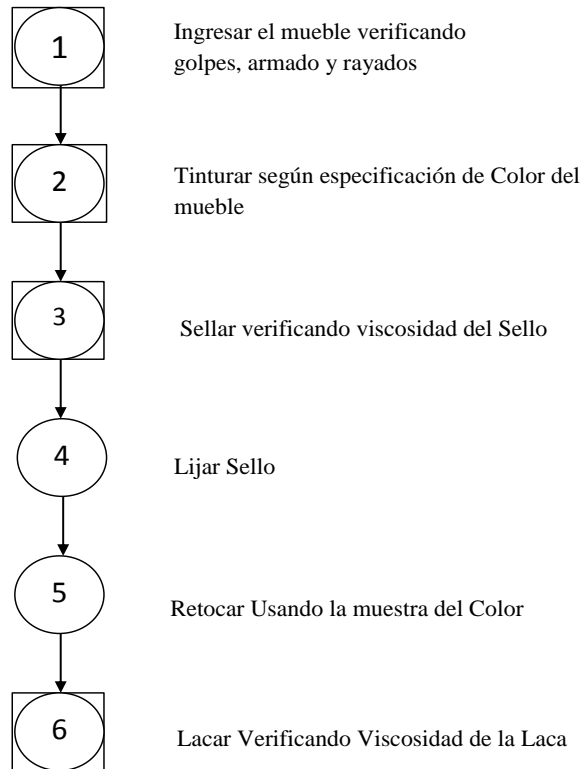 1
Ingresar el mueble verificando
golpes, armado y rayados
2
Tinturar según especificación de Color del
mueble
3
Sellar verificando viscosidad del Sello
4
Lijar Sello
5
Retocar Usando la muestra del Color
6
Lacar Verificando Viscosidad de la Laca